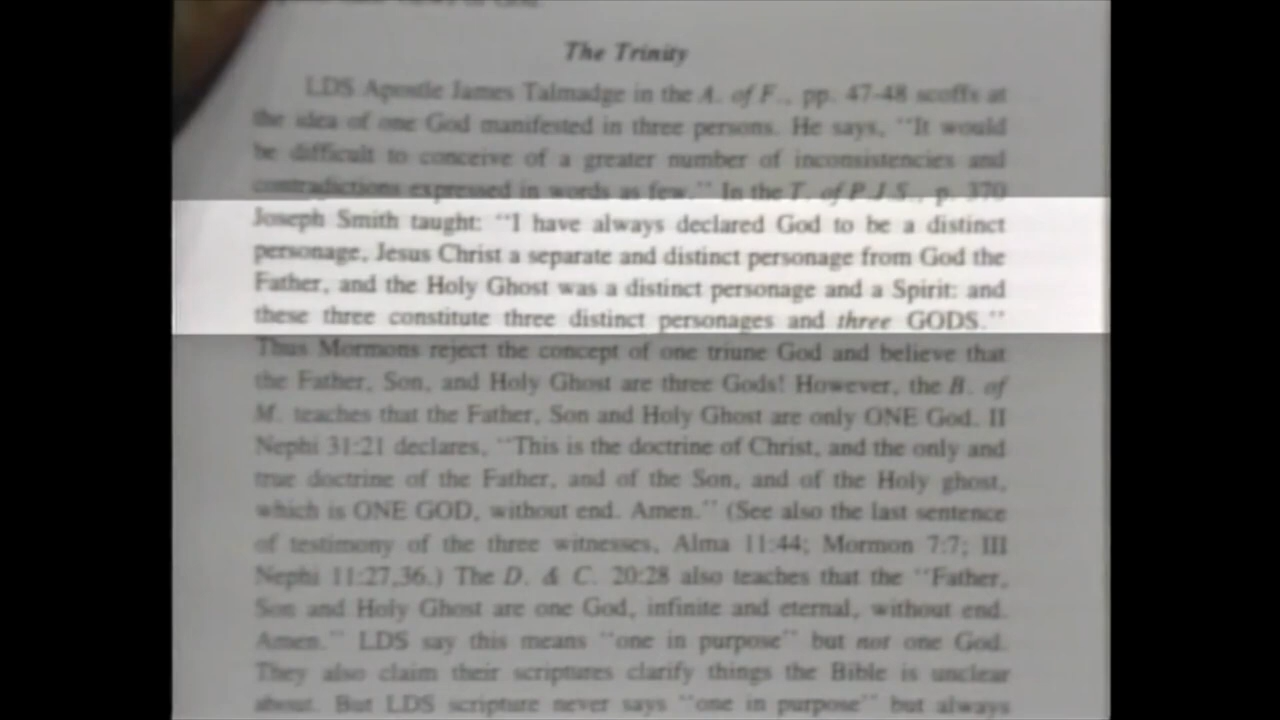 The Trinity
LDS Apostle James Talmadge in the A. of F., pp. 47-48 scoffs at
the idea of one God manifested in three persons. He says, "It would
be difficult to conceive of a greater number of inconsistencies and
contradictions expressed in words as few." In the T. of P.J.S., p. 370
Joseph Smith taught: "I have always declared God to be a distinct
personage, Jesus Christ a separate and distinct personage from God the
Father, and the Holy Ghost was a distinct personage and a Spirit: and
these three constitute three distinct personages and three GODS."
Thus Mormons reject the concept of one triune God and believe that
the Father, Son, and Holy Ghost are three Gods! However, the B. of
M. teaches that the Father, Son and Holy Ghost are only ONE God. II
Nephi 31:21 declares, "This is the doctrine of Christ, and the only and
true doctrine of the Father, and of the Son, and of the Holy ghost,
which is ONE GOD, without end. Amen." (See also the last sentence
of testimony of the three witnesses, Alma 11:44; Mormon 7:7; III
Nephi 11:27,36.) The D. & C. 20:28 also teaches that the "Father,
Son and Holy Ghost are one God, infinite and eternal, without end.
Amen." LDS say this means "one in purpose" but not one God.
They also claim their scriptures clarify things the Bible is unclear
about. But LDS scripture never says "one in purpose" but always